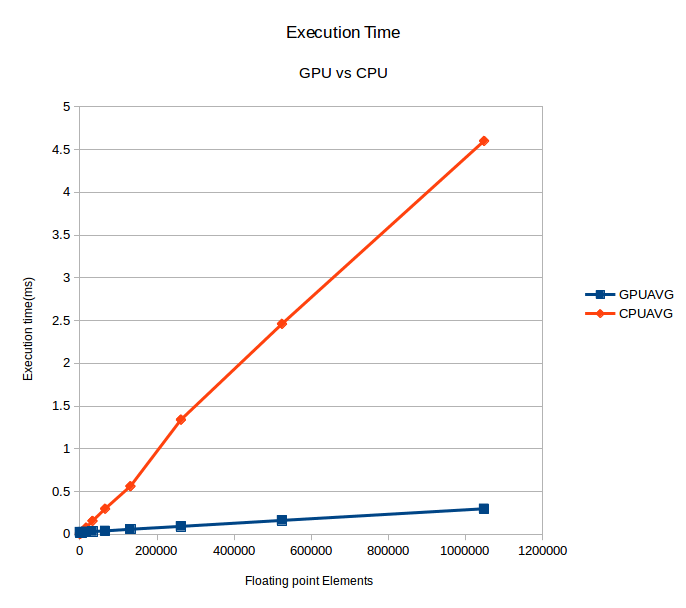 Execution Time
GPU vs CPU
5
4.5
4
3.5
3
2.5
2
1.5
1
0.5
0
Execution time(ms)
0 200000 400000 600000 800000 1000000 1200000
Floating point Elements
GPUAVG
CPUAVG